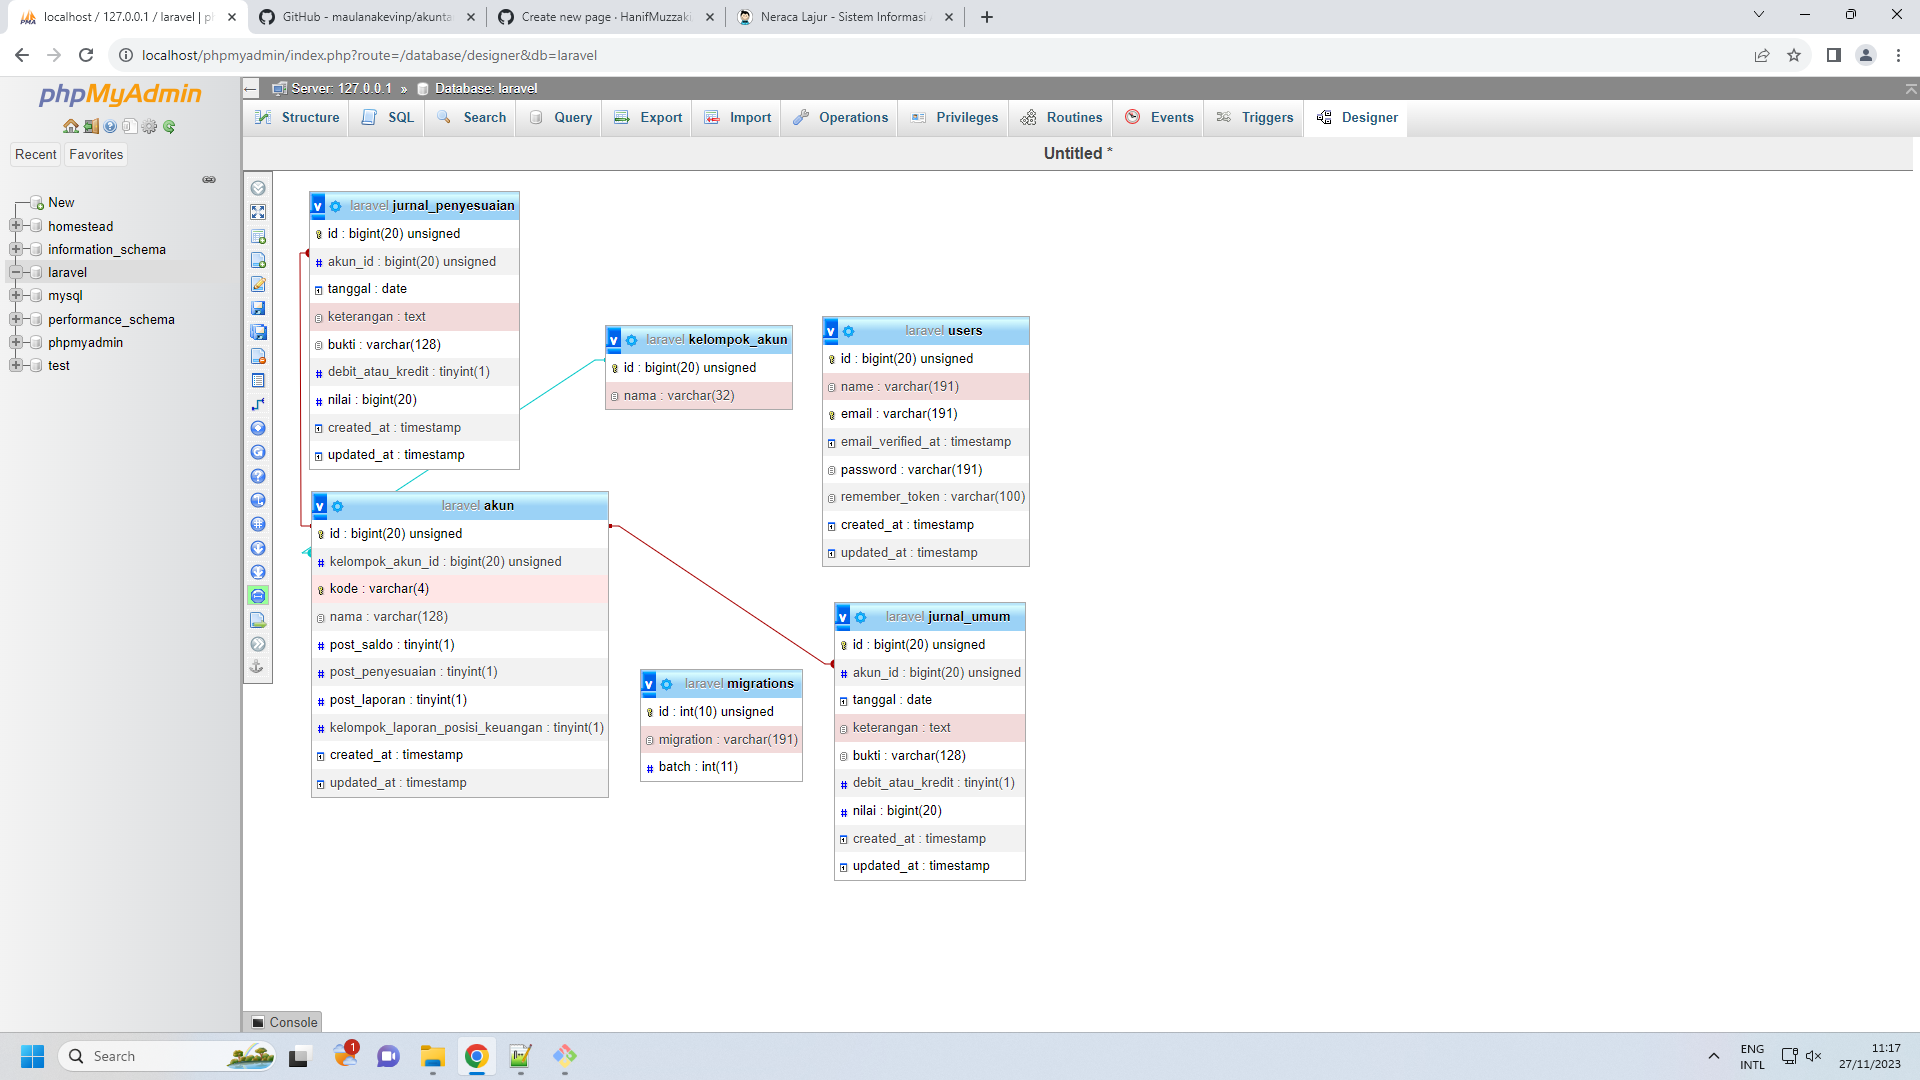 localhost / 127.0.0.1 / laravel | p
GitHub - maulanakevinp/akunta
Create new page · HanifMuzzaki
Neraca Lajur - Sistem Informasi
localhost/phpmyadmin/index.php?route=/database/designer&db=laravel
phpMyAdmin
Recent
Favorites
New
homestead
information_schema
laravel
mysql
performance_schema
phpmyadmin
test
Server: 127.0.0.1 » Database: laravel
Structure
SQL
Search
Query
Export
Import
Operations
Privileges
Routines
Events
Triggers
Designer
Untitled *
v laravel jurnal_penyesuaian
id : bigint(20) unsigned
# akun_id : bigint(20) unsigned
tanggal : date
keterangan : text
bukti : varchar(128)
# debit_atau_kredit : tinyint(1)
# nilai : bigint(20)
created_at : timestamp
updated_at : timestamp
v laravel kelompok_akun
id : bigint(20) unsigned
nama : varchar(32)
v laravel users
id : bigint(20) unsigned
name : varchar(191)
email : varchar(191)
email_verified_at : timestamp
password : varchar(191)
remember_token : varchar(100)
created_at : timestamp
updated_at : timestamp
v laravel akun
id : bigint(20) unsigned
# kelompok_akun_id : bigint(20) unsigned
kode : varchar(4)
nama : varchar(128)
# post_saldo : tinyint(1)
# post_penyesuaian : tinyint(1)
# post_laporan : tinyint(1)
# kelompok_laporan_posisi_keuangan : tinyint(1)
created_at : timestamp
updated_at : timestamp
v laravel migrations
id : int(10) unsigned
migration : varchar(191)
# batch : int(11)
v laravel jurnal_umum
id : bigint(20) unsigned
# akun_id : bigint(20) unsigned
tanggal : date
keterangan : text
bukti : varchar(128)
# debit_atau_kredit : tinyint(1)
# nilai : bigint(20)
created_at : timestamp
updated_at : timestamp
Console
Search
1
ENG
INTL
11:17
27/11/2023